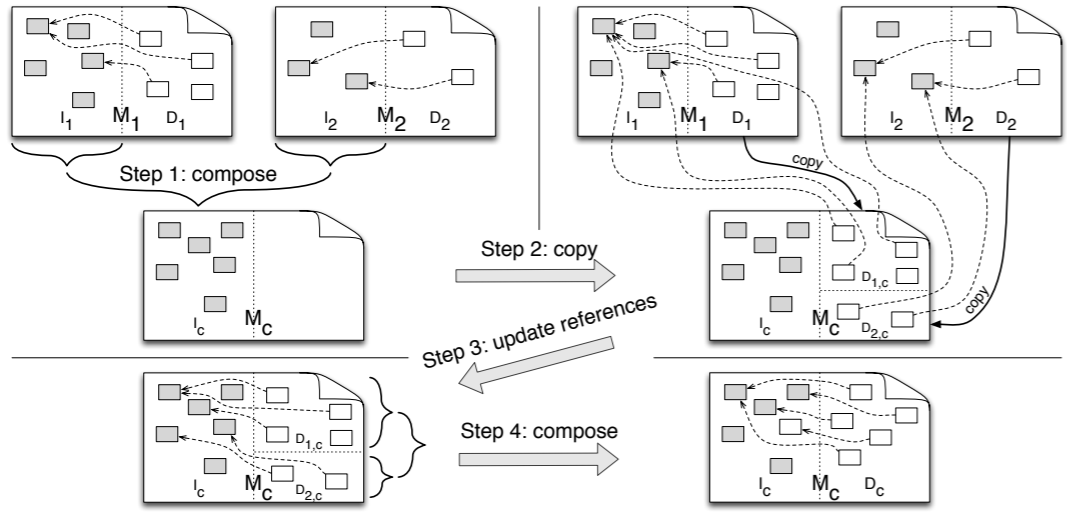 I1 M1 D1
I2 M2 D2
I1 M1 D1
I2 M2 D2
Step 1: compose
copy
copy
Step 2: copy
Ic Mc
D1,c
Ic Mc D2,c
Step 3: update references
Step 4: compose
D1,c
Ic Mc D2,c
Ic Mc Dc